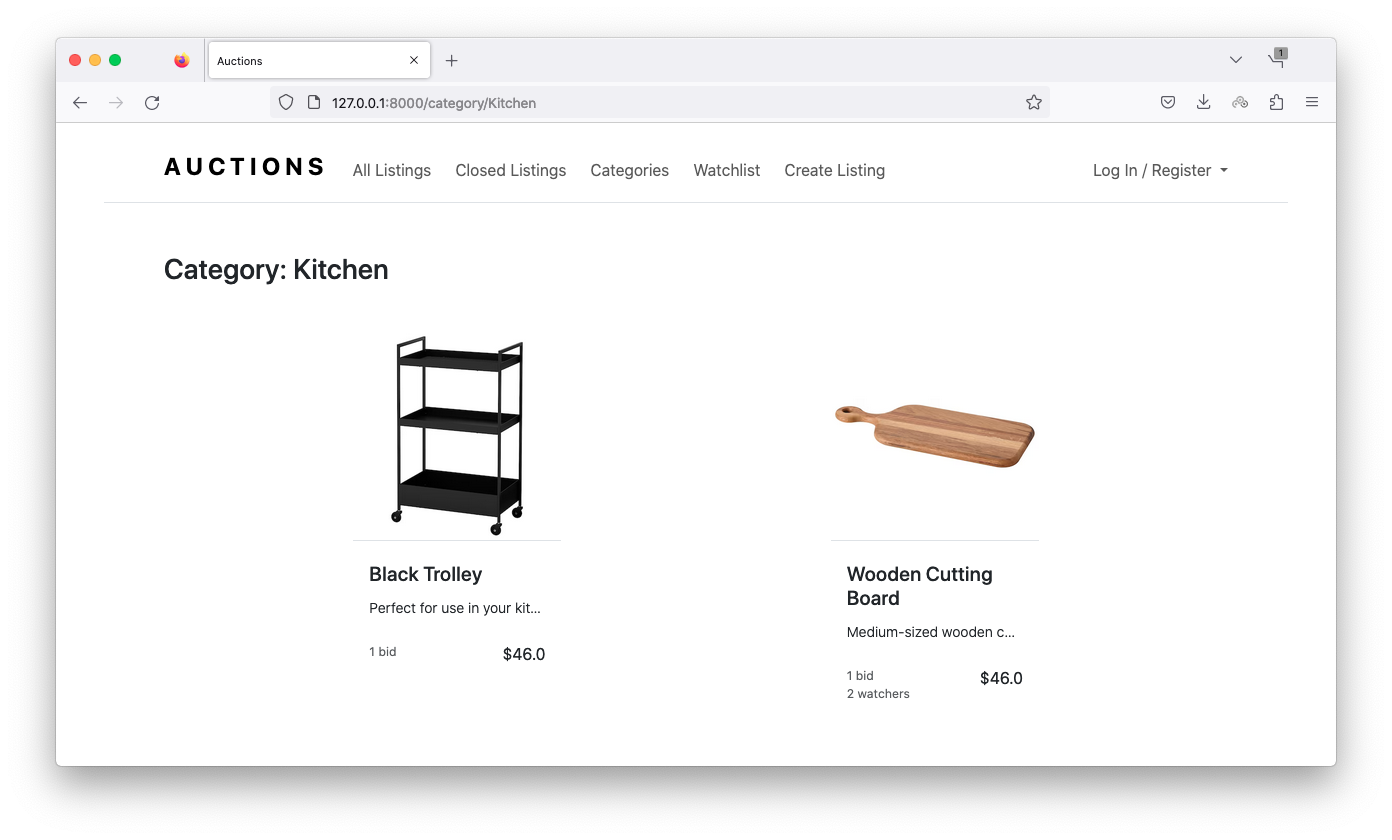 Auctions
1
127.0.0.1:8000/category/Kitchen
AUCTIONS All Listings Closed Listings Categories Watchlist Create Listing Log In / Register
Category: Kitchen
Black Trolley
Perfect for use in your kit...
1 bid $46.0
Wooden Cutting
Board
Medium-sized wooden c...
1 bid $46.0
2 watchers